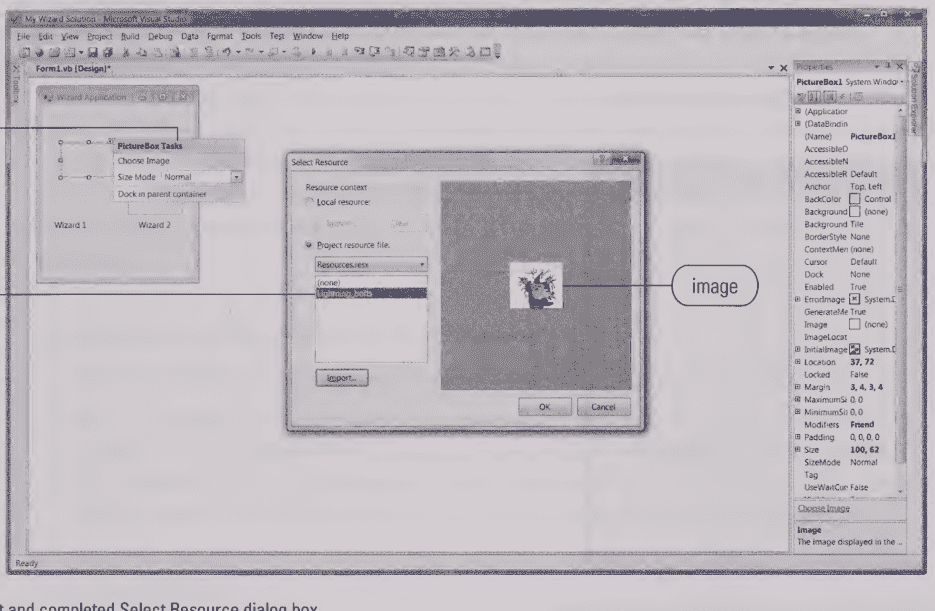 My Wizard Solution - Microsoft Visual Studio
File Edit View Project Build Debug Data Format Tools Test Window Help
Form1.vb [Design]*
Toolbox
Wizard Application
PictureBox Tasks
Choose Image
Size Mode Normal
Dock in parent container
Wizard 1 Wizard 2
Select Resource
Resource context
Local resource:
Import... Clear
Project resource file:
Resources.resx
(none)
Lightning_bolts
Import...
OK Cancel
image
Properties
PictureBox1 System.Window
Solution Explorer
(Application
(DataBindin
(Name) PictureBox1
AccessibleD
AccessibleN
AccessibleR Default
Anchor Top, Left
BackColor Control
Background (none)
Background Tile
BorderStyle None
ContextMen (none)
Cursor Default
Dock None
Enabled True
ErrorImage System.D
GenerateMe True
Image (none)
ImageLocat
InitialImage System.D
Location 37, 72
Locked False
Margin 3, 4, 3, 4
MaximumSi 0, 0
MinimumSi 0, 0
Modifiers Friend
Padding 0, 0, 0, 0
Size 100, 62
SizeMode Normal
Tag
UseWaitCur False
Choose Image
Image
The image displayed in the ...
Ready
and completed Select Resource dialog box